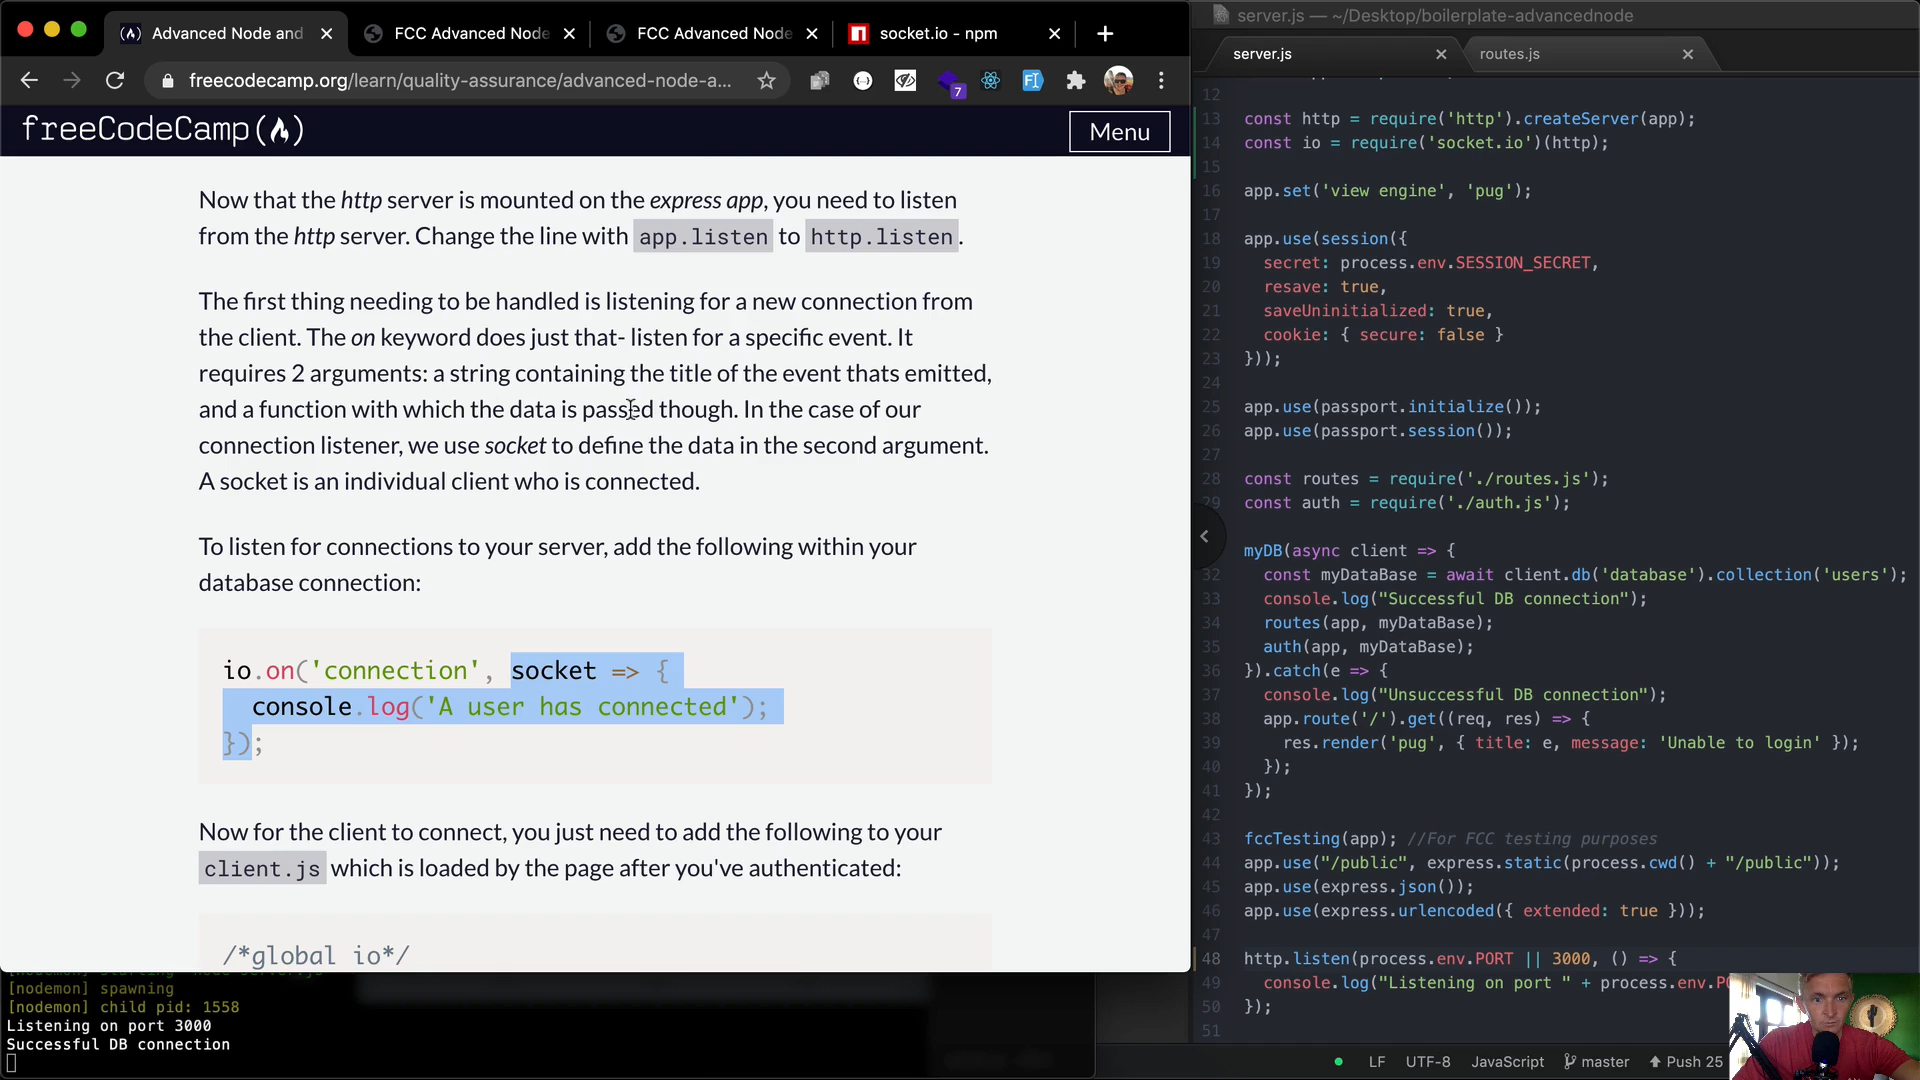 Advanced Node and
FCC Advanced Node
FCC Advanced Node
socket.io - npm
freecodecamp.org/learn/quality-assurance/advanced-node-a...
7
freeCodeCamp
Menu
Now that the http server is mounted on the express app, you need to listen
from the http server. Change the line with app.listen to http.listen.
The first thing needing to be handled is listening for a new connection from
the client. The on keyword does just that- listen for a specific event. It
requires 2 arguments: a string containing the title of the event thats emitted,
and a function with which the data is passed though. In the case of our
connection listener, we use socket to define the data in the second argument.
A socket is an individual client who is connected.
To listen for connections to your server, add the following within your
database connection:
io.on('connection', socket => {
console.log('A user has connected');
});
Now for the client to connect, you just need to add the following to your
client.js which is loaded by the page after you've authenticated:
/*global io*/
[nodemon] spawning
[nodemon] child pid: 1558
Listening on port 3000
Successful DB connection
server.js — ~/Desktop/boilerplate-advancednode
server.js
routes.js
12
13 const http = require('http').createServer(app);
14 const io = require('socket.io')(http);
15
16 app.set('view engine', 'pug');
17
18 app.use(session({
19 secret: process.env.SESSION_SECRET,
20 resave: true,
21 saveUninitialized: true,
22 cookie: { secure: false }
23 }));
24
25 app.use(passport.initialize());
26 app.use(passport.session());
27
28 const routes = require('./routes.js');
29 const auth = require('./auth.js');
myDB(async client => {
32 const myDataBase = await client.db('database').collection('users');
33 console.log("Successful DB connection");
34 routes(app, myDataBase);
35 auth(app, myDataBase);
36 }).catch(e => {
37 console.log("Unsuccessful DB connection");
38 app.route('/').get((req, res) => {
39 res.render('pug', { title: e, message: 'Unable to login' });
40 });
41 });
42
43 fccTesting(app); //For FCC testing purposes
44 app.use("/public", express.static(process.cwd() + "/public"));
45 app.use(express.json());
46 app.use(express.urlencoded({ extended: true }));
47
48 http.listen(process.env.PORT || 3000, () => {
49 console.log("Listening on port " + process.env.
50 });
51
LF UTF-8 JavaScript master Push 25